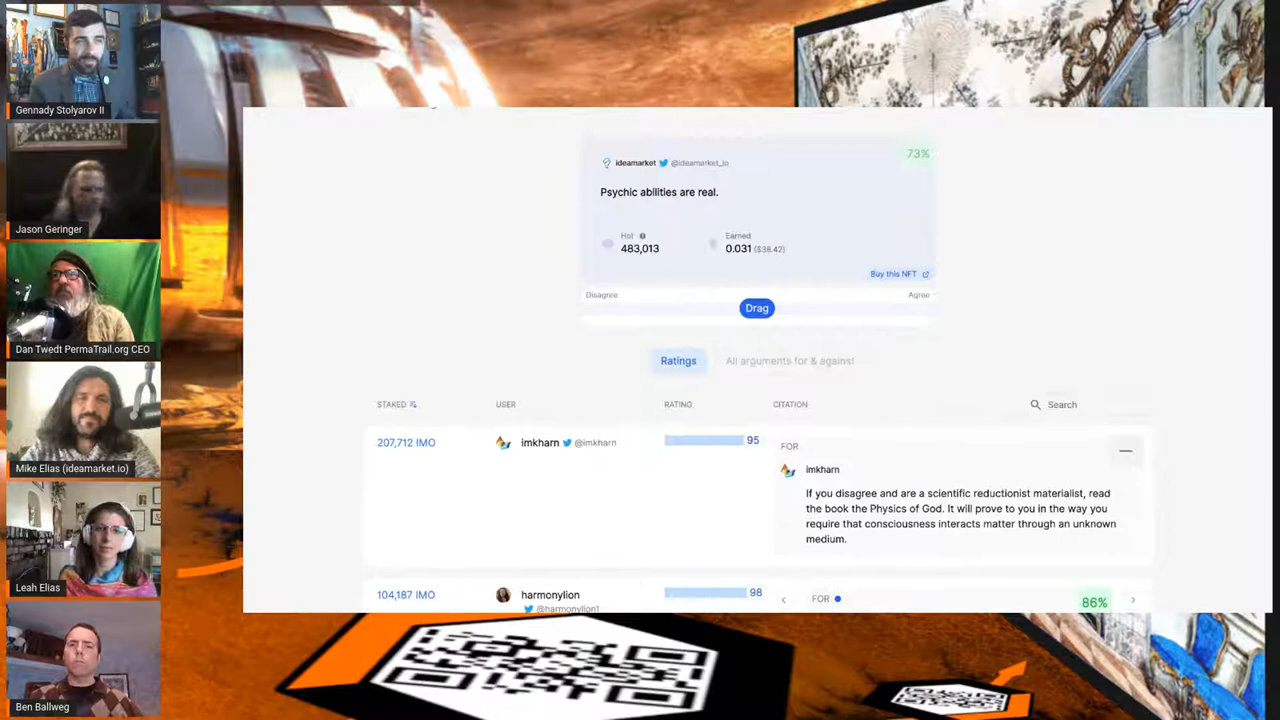 Gennady Stolyarov II
Jason Geringer
Dan Twedt PermaTrail.org CEO
Mike Elias (ideamarket.io)
Leah Elias
Ben Ballweg
ideamarket @ideamarket_io
73%
Psychic abilities are real.
Hot
483,013
Earned
0.031 ($38.42)
Buy this NFT
Disagree
Agree
Drag
Ratings
All arguments for & against
STAKED
USER
RATING
CITATION
Search
207,712 IMO
imkharn @imkharn
95
FOR
imkharn
If you disagree and are a scientific reductionist materialist, read
the book the Physics of God. It will prove to you in the way you
require that consciousness interacts matter through an unknown
medium.
104,187 IMO
harmonylion
@harmonylion1
98
FOR
86%